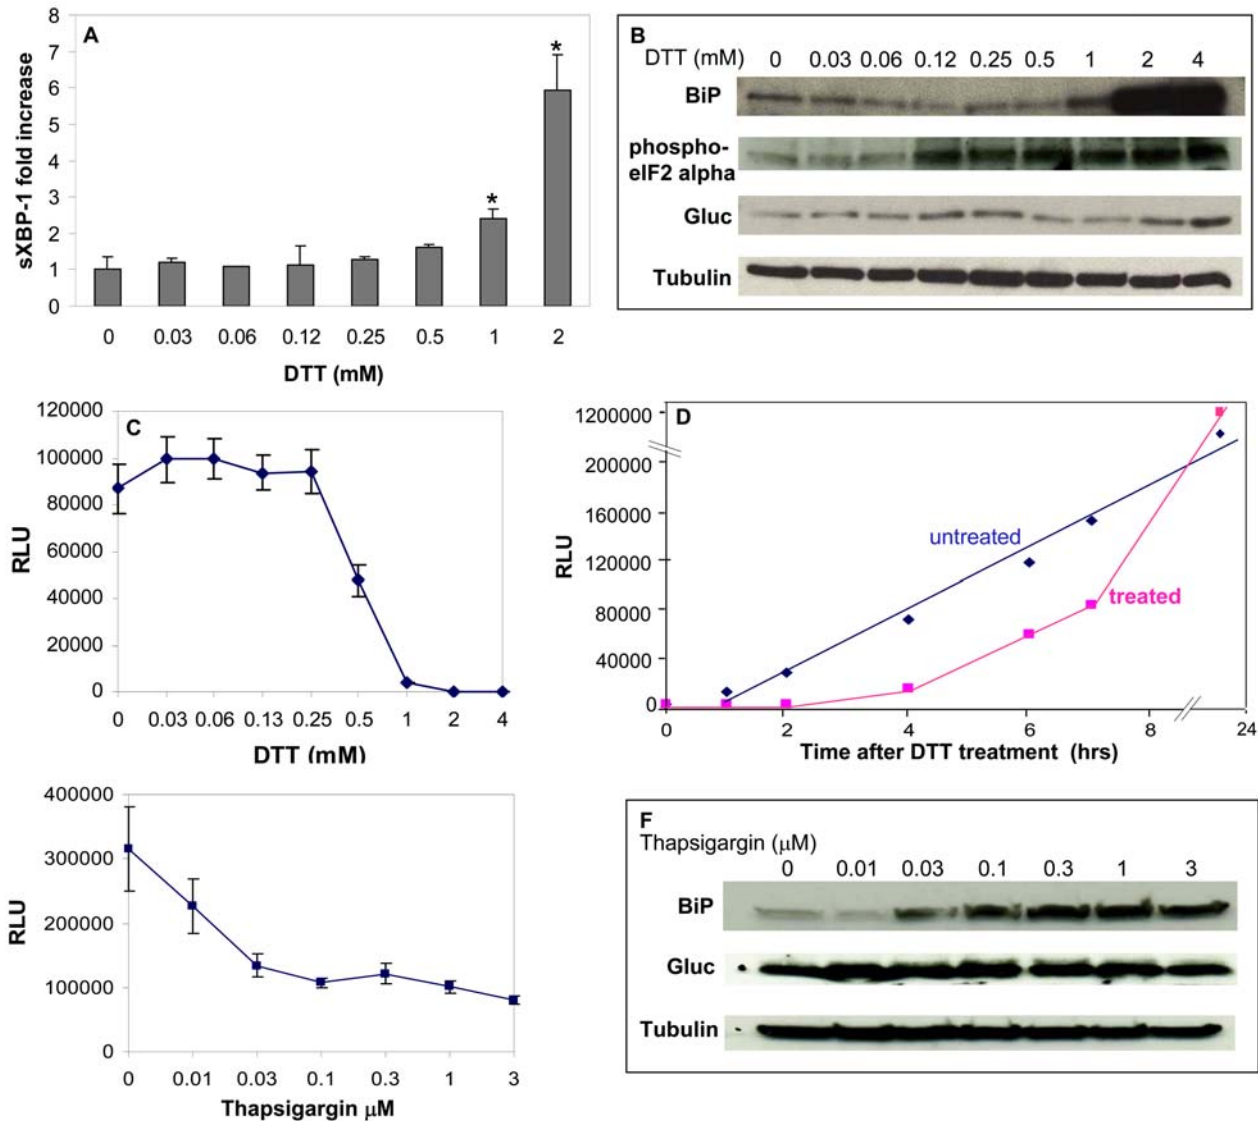 A
sXBP-1 fold increase
8
7
6
5
4
3
2
1
0
0 0.03 0.06 0.12 0.25 0.5 1 2
* *
DTT (mM)
B
DTT (mM) 0 0.03 0.06 0.12 0.25 0.5 1 2 4
BiP
phospho-
eIF2 alpha
Gluc
Tubulin
C
RLU
120000
100000
80000
60000
40000
20000
0
0 0.03 0.06 0.13 0.25 0.5 1 2 4
DTT (mM)
D
RLU
1200000
200000
160000
120000
80000
40000
0
untreated
treated
0 2 4 6 8 24
Time after DTT treatment (hrs)
RLU
400000
300000
200000
100000
0
0 0.01 0.03 0.1 0.3 1 3
Thapsigargin μM
F
Thapsigargin (μM)
0 0.01 0.03 0.1 0.3 1 3
BiP
Gluc
Tubulin